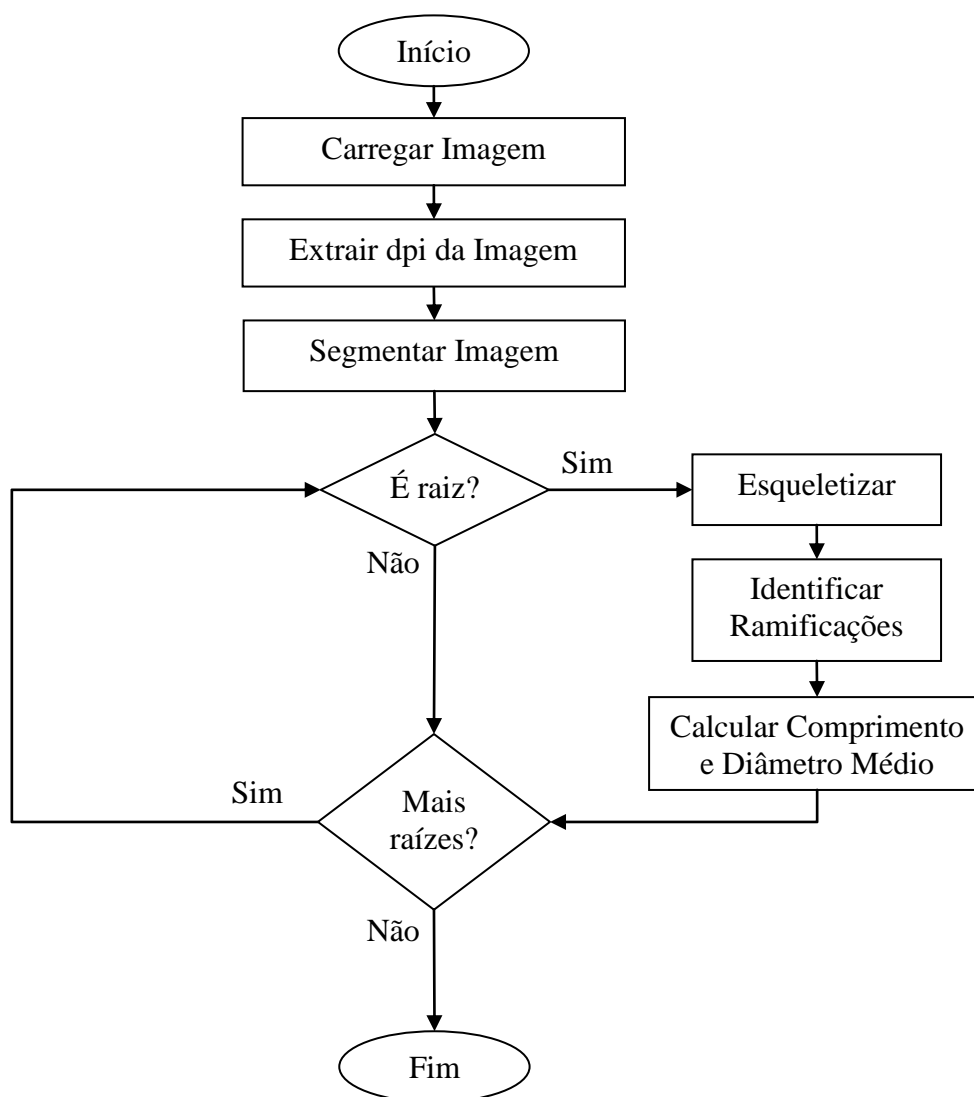 Início
Carregar Imagem
Extrair dpi da Imagem
Segmentar Imagem
É raiz?
Sim
Esqueletizar
Não
Identificar
Ramificações
Calcular Comprimento
e Diâmetro Médio
Sim
Mais
raízes?
Não
Fim